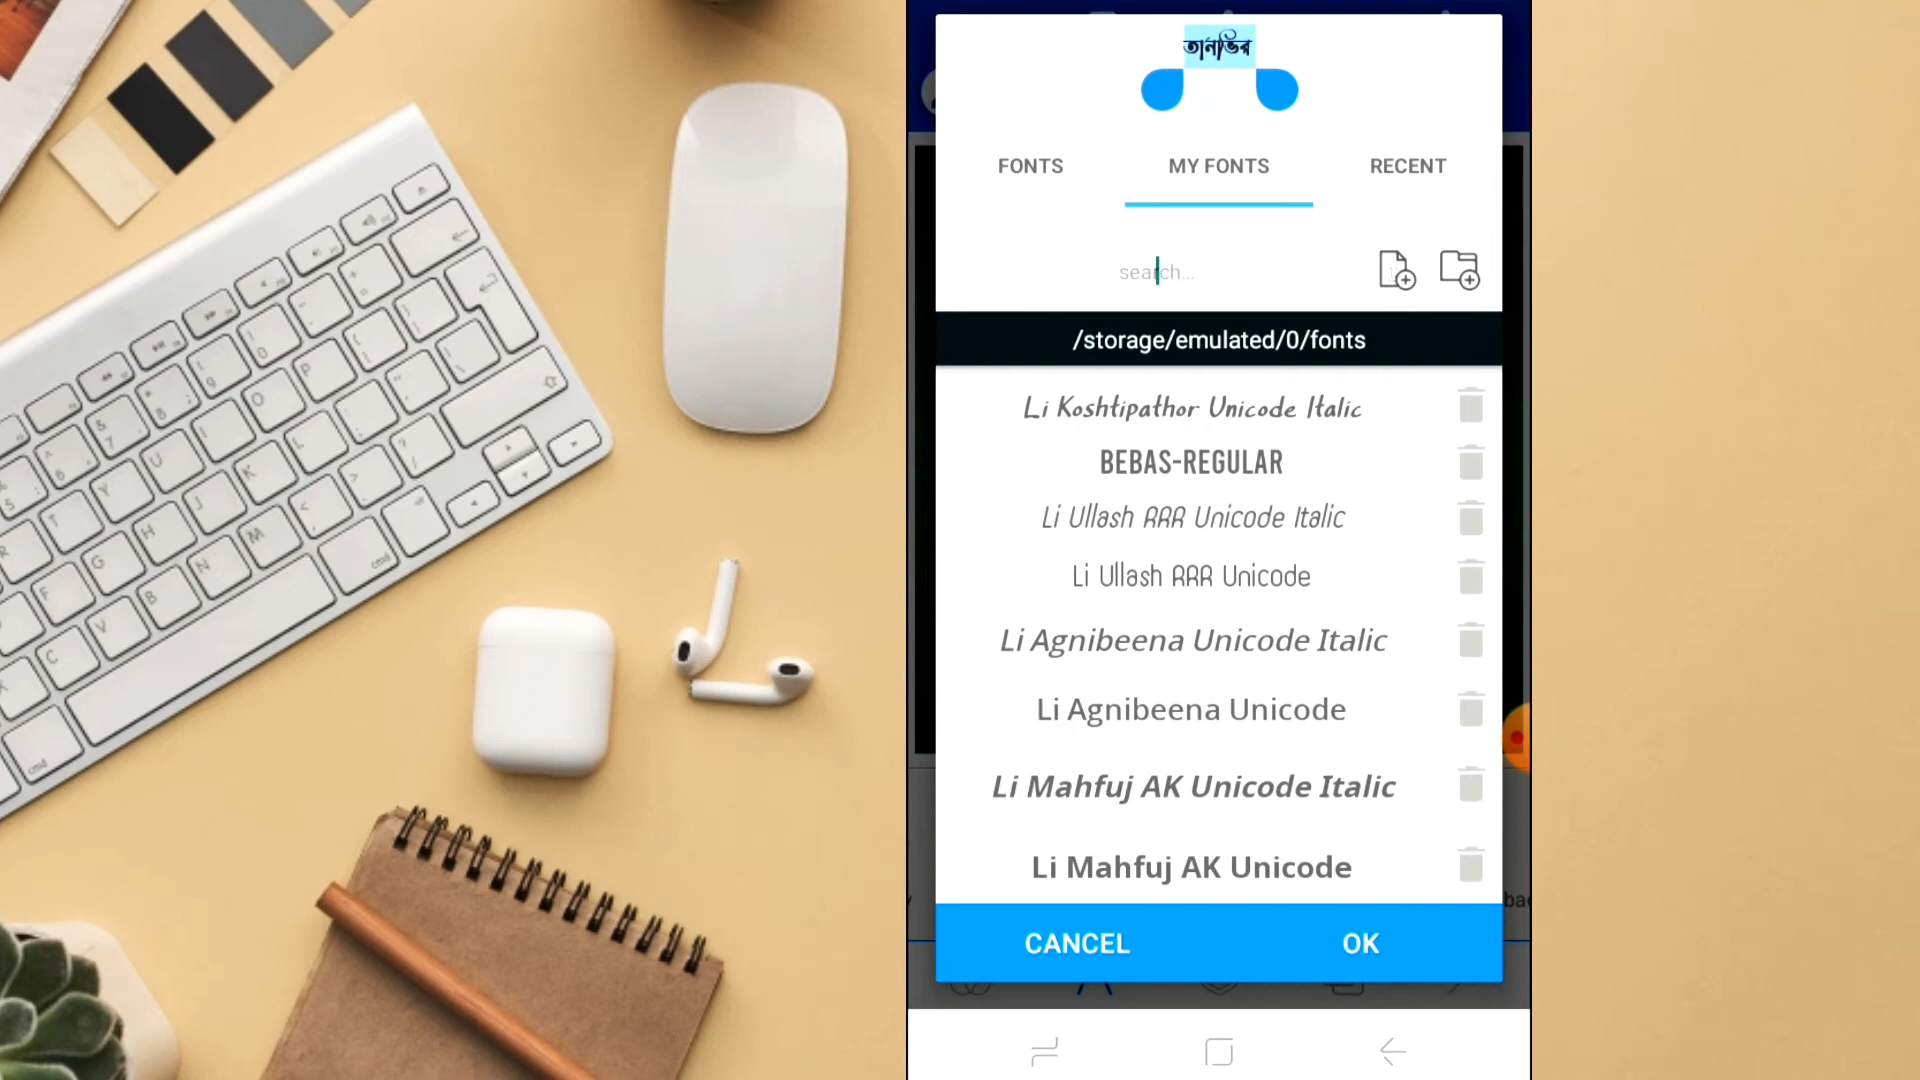 তানভির
FONTS MY FONTS RECENT
search...
/storage/emulated/0/fonts
Li Koshtipathor Unicode Italic
BEBAS-REGULAR
Li Ullash RRR Unicode Italic
Li Ullash RRR Unicode
Li Agnibeena Unicode Italic
Li Agnibeena Unicode
Li Mahfuj AK Unicode Italic
Li Mahfuj AK Unicode
CANCEL OK